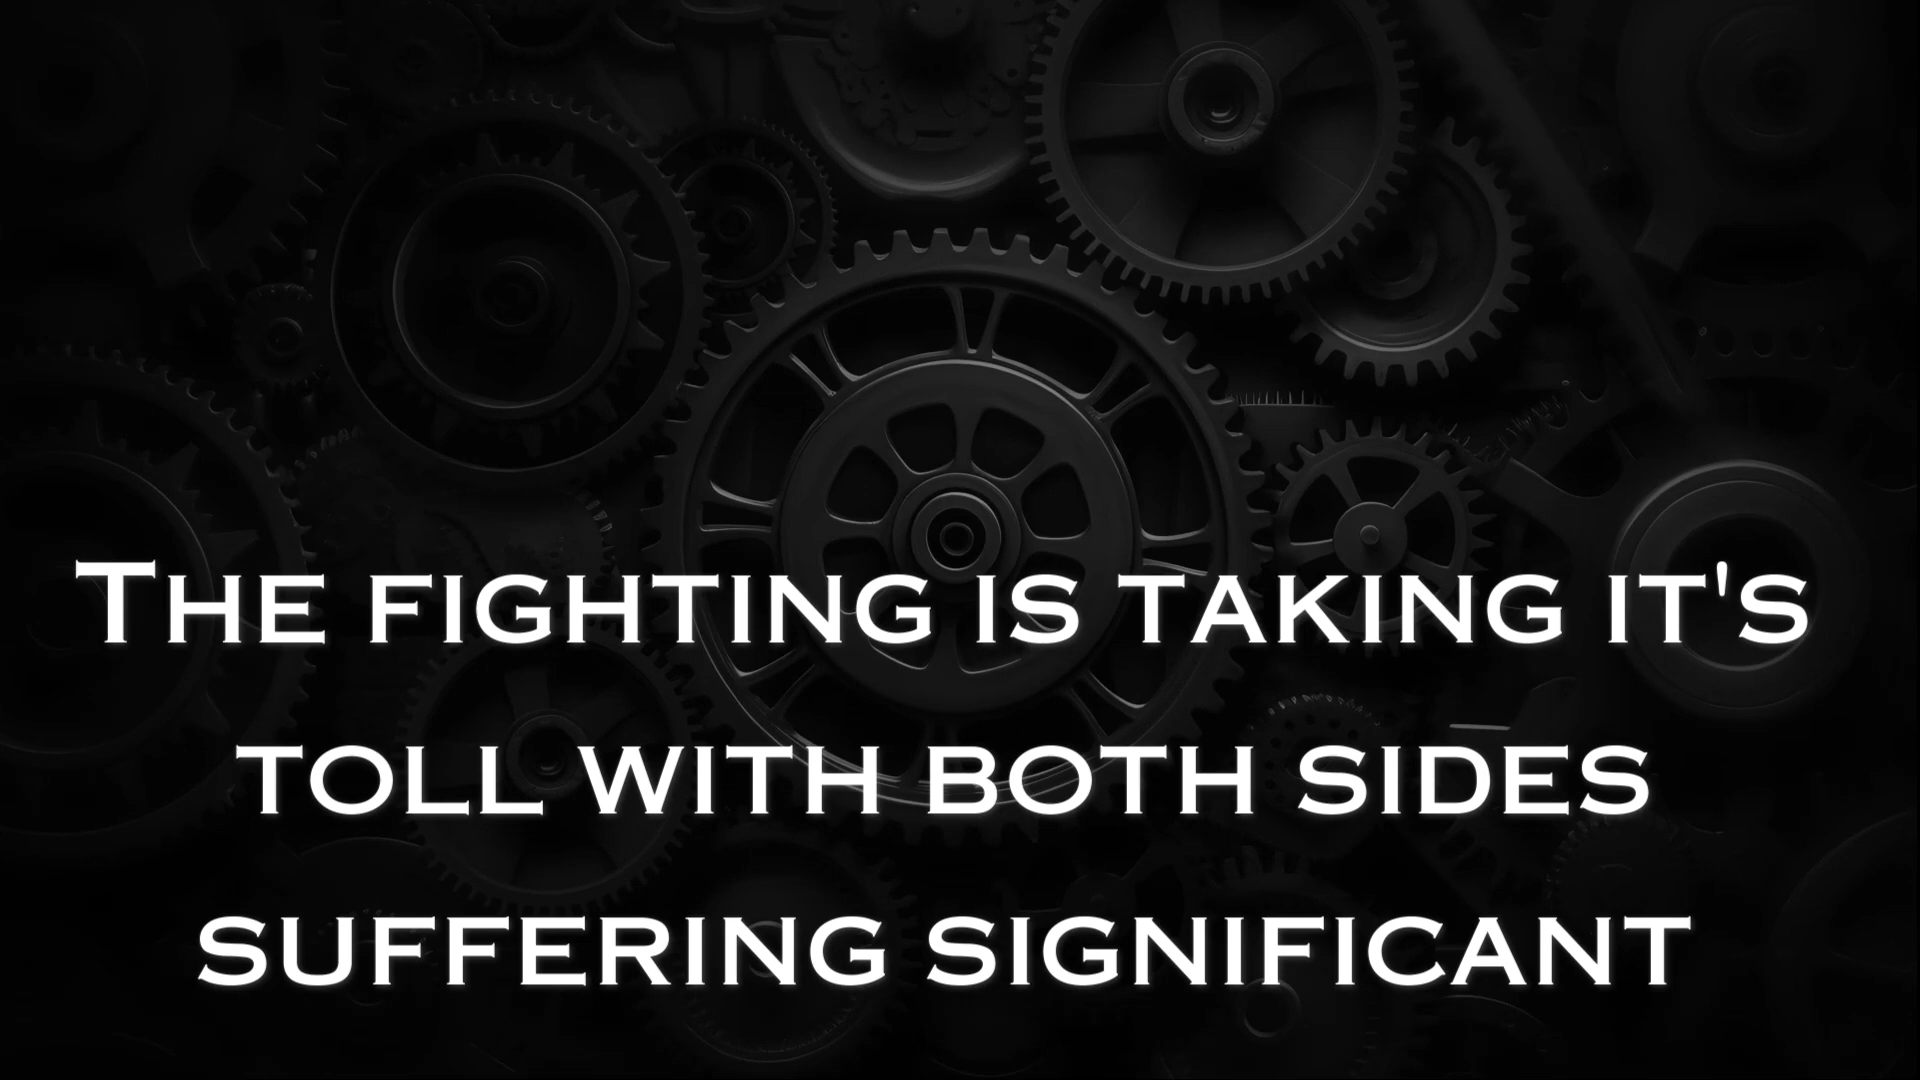 The fighting is taking it's
toll with both sides
suffering significant